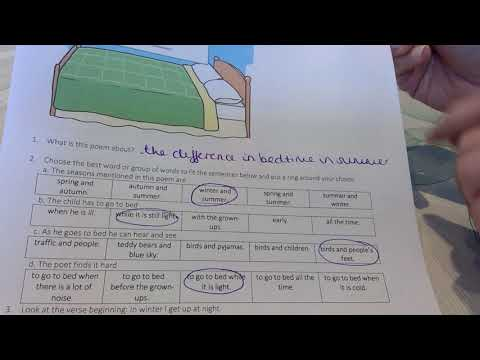 1. What is this poem about? the difference in bedtime in summer
2. Choose the best word or group of words to fit the sentences below and put a ring around your choice.
a. The seasons mentioned in this poem are
spring and autumn. autumn and summer. winter and summer. spring and summer. summer and winter.
b. The child has to go to bed
when he is ill. while it is still light. with the grown-ups. early. all the time.
c. As he goes to bed he can hear and see
traffic and people. teddy bears and blue sky. birds and pyjamas. birds and children. birds and people's feet.
d. The poet finds it hard
to go to bed when there is a lot of noise. to go to bed before the grown-ups. to go to bed while it is light. to go to bed all the time. to go to bed when it is cold.
3. Look at the verse beginning: In winter I get up at night